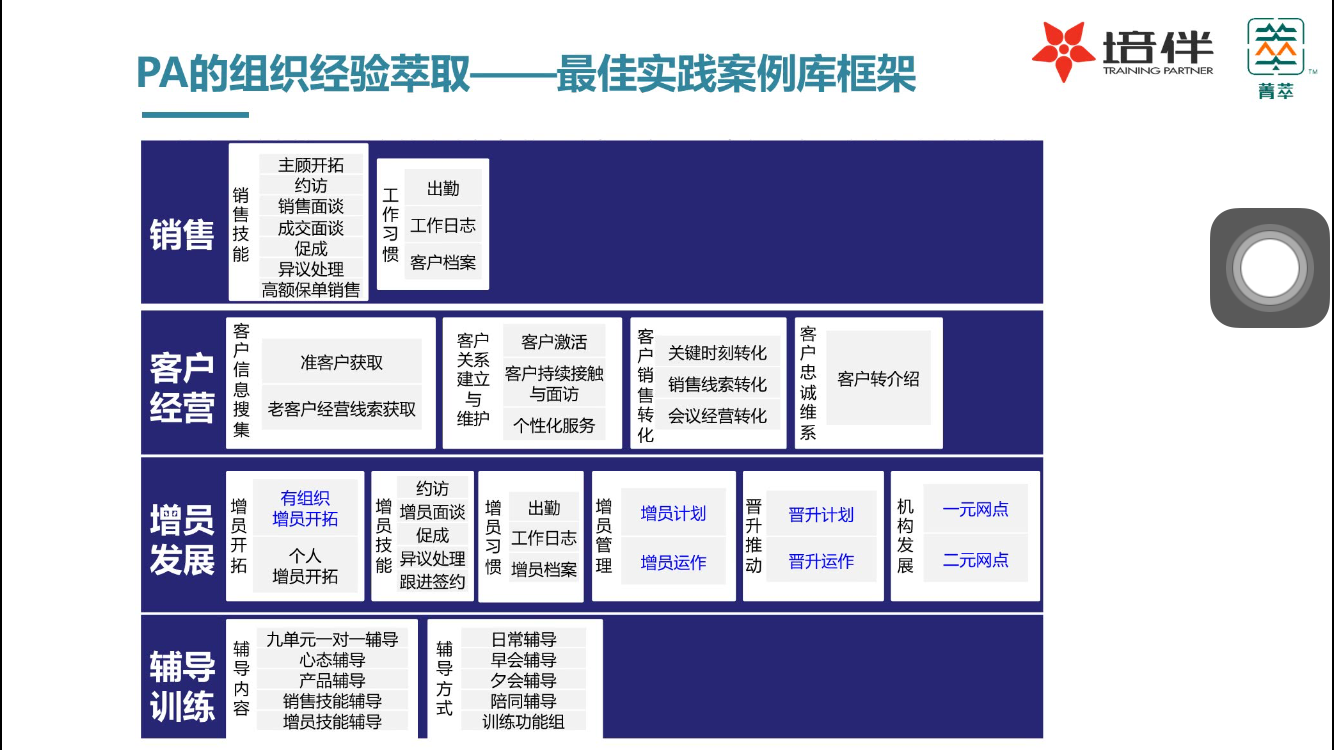 PA的组织经验萃取——最佳实践案例库框架
培伴
TRAINING PARTNER
萃
TM
菁萃
销售
销售技能
主顾开拓
约访
销售面谈
成交面谈
促成
异议处理
高额保单销售
工作习惯
出勤
工作日志
客户档案
客户
经营
客户信息搜集
准客户获取
老客户经营线索获取
客户
关系
建立
与
维护
客户激活
客户持续接触
与面访
个性化服务
客户销售转化
关键时刻转化
销售线索转化
会议经营转化
客户忠诚维系
客户转介绍
增员
发展
增员开拓
有组织
增员开拓
个人
增员开拓
增员技能
约访
增员面谈
促成
异议处理
跟进签约
增员习惯
出勤
工作日志
增员档案
增员管理
增员计划
增员运作
晋升推动
晋升计划
晋升运作
机构发展
一元网点
二元网点
辅导
训练
辅导内容
九单元一对一辅导
心态辅导
产品辅导
销售技能辅导
增员技能辅导
辅导方式
日常辅导
早会辅导
夕会辅导
陪同辅导
训练功能组